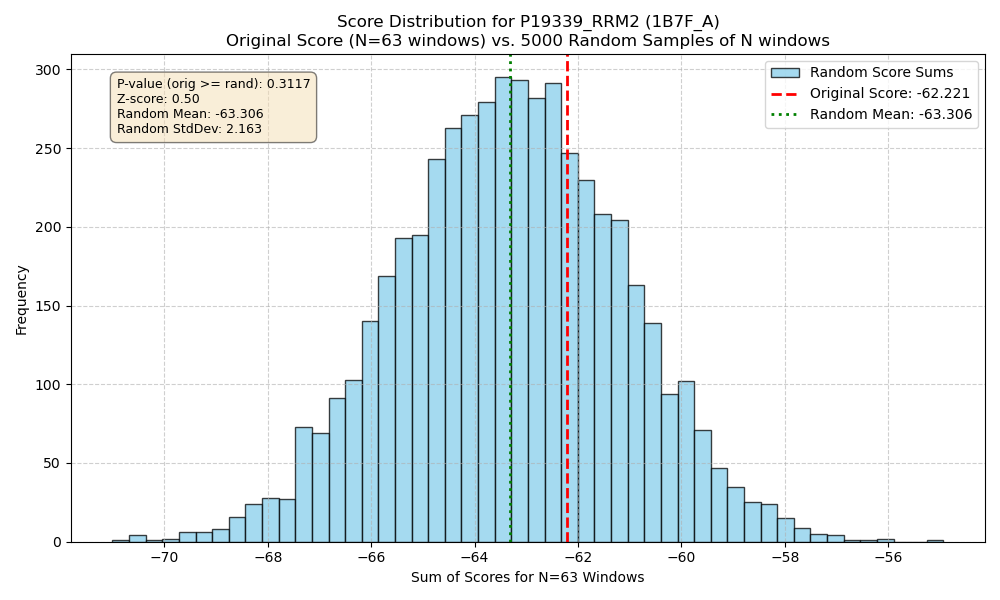 Score Distribution for P19339_RRM2 (1B7F_A)
Original Score (N=63 windows) vs. 5000 Random Samples of N windows
P-value (orig >= rand): 0.3117
Z-score: 0.50
Random Mean: -63.306
Random StdDev: 2.163
Random Score Sums
Original Score: -62.221
Random Mean: -63.306
Frequency
300
250
200
150
100
50
0
−70 −68 −66 −64 −62 −60 −58 −56
Sum of Scores for N=63 Windows